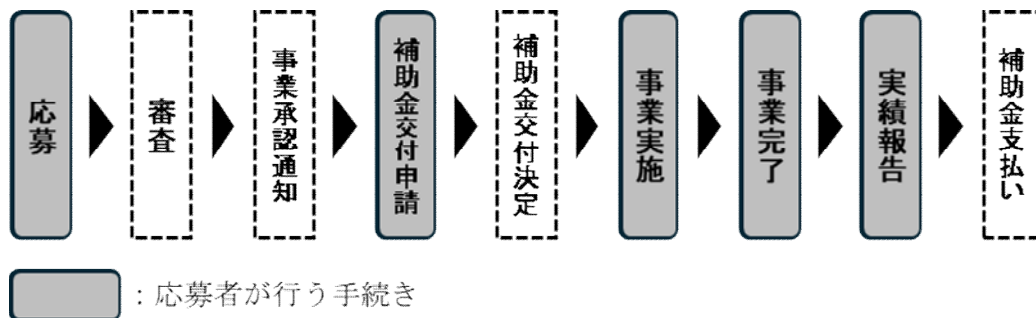 応募
審査
事業承認通知
補助金交付申請
補助金交付決定
事業実施
事業完了
実績報告
補助金支払い
：応募者が行う手続き